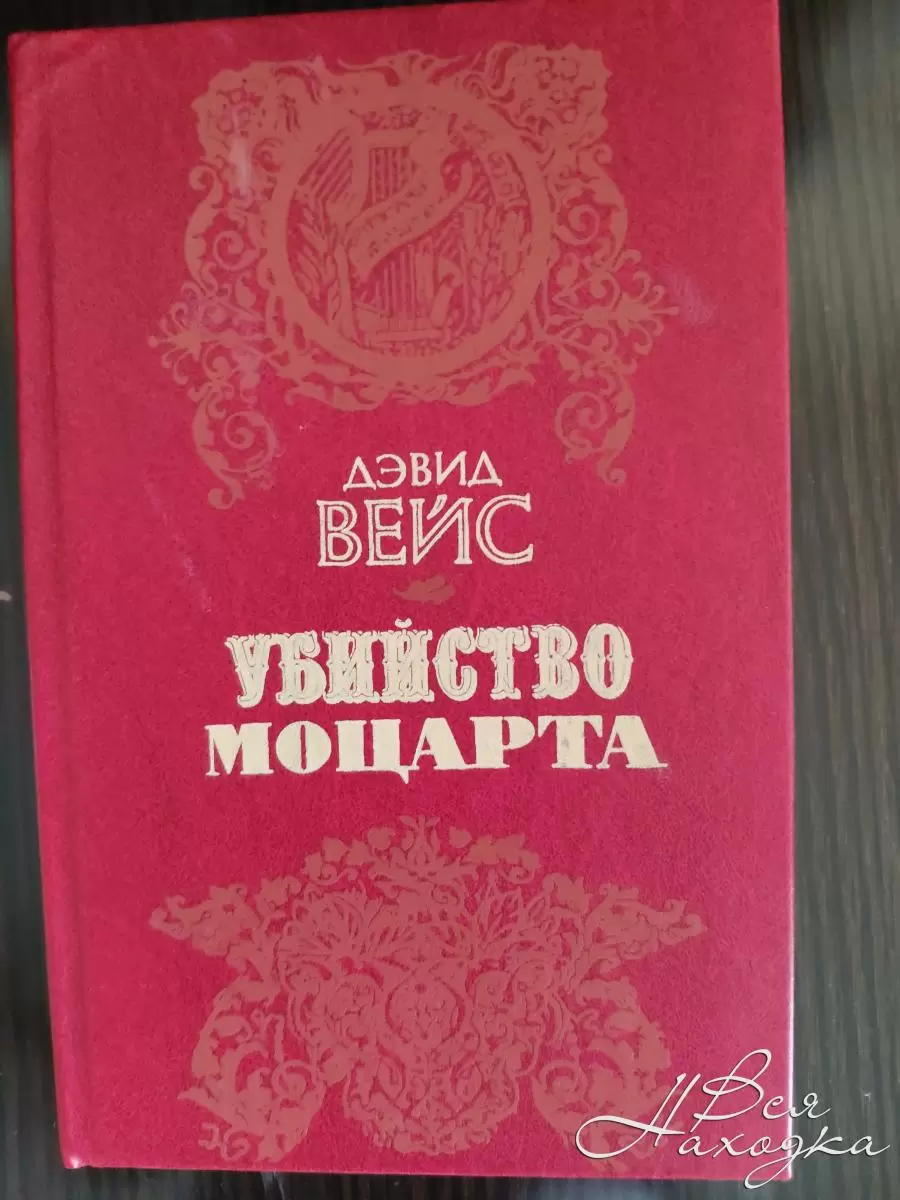 ДЭВИД
ВЕЙС
УБИЙСТВО
МОЦАРТА
Вся
Находка